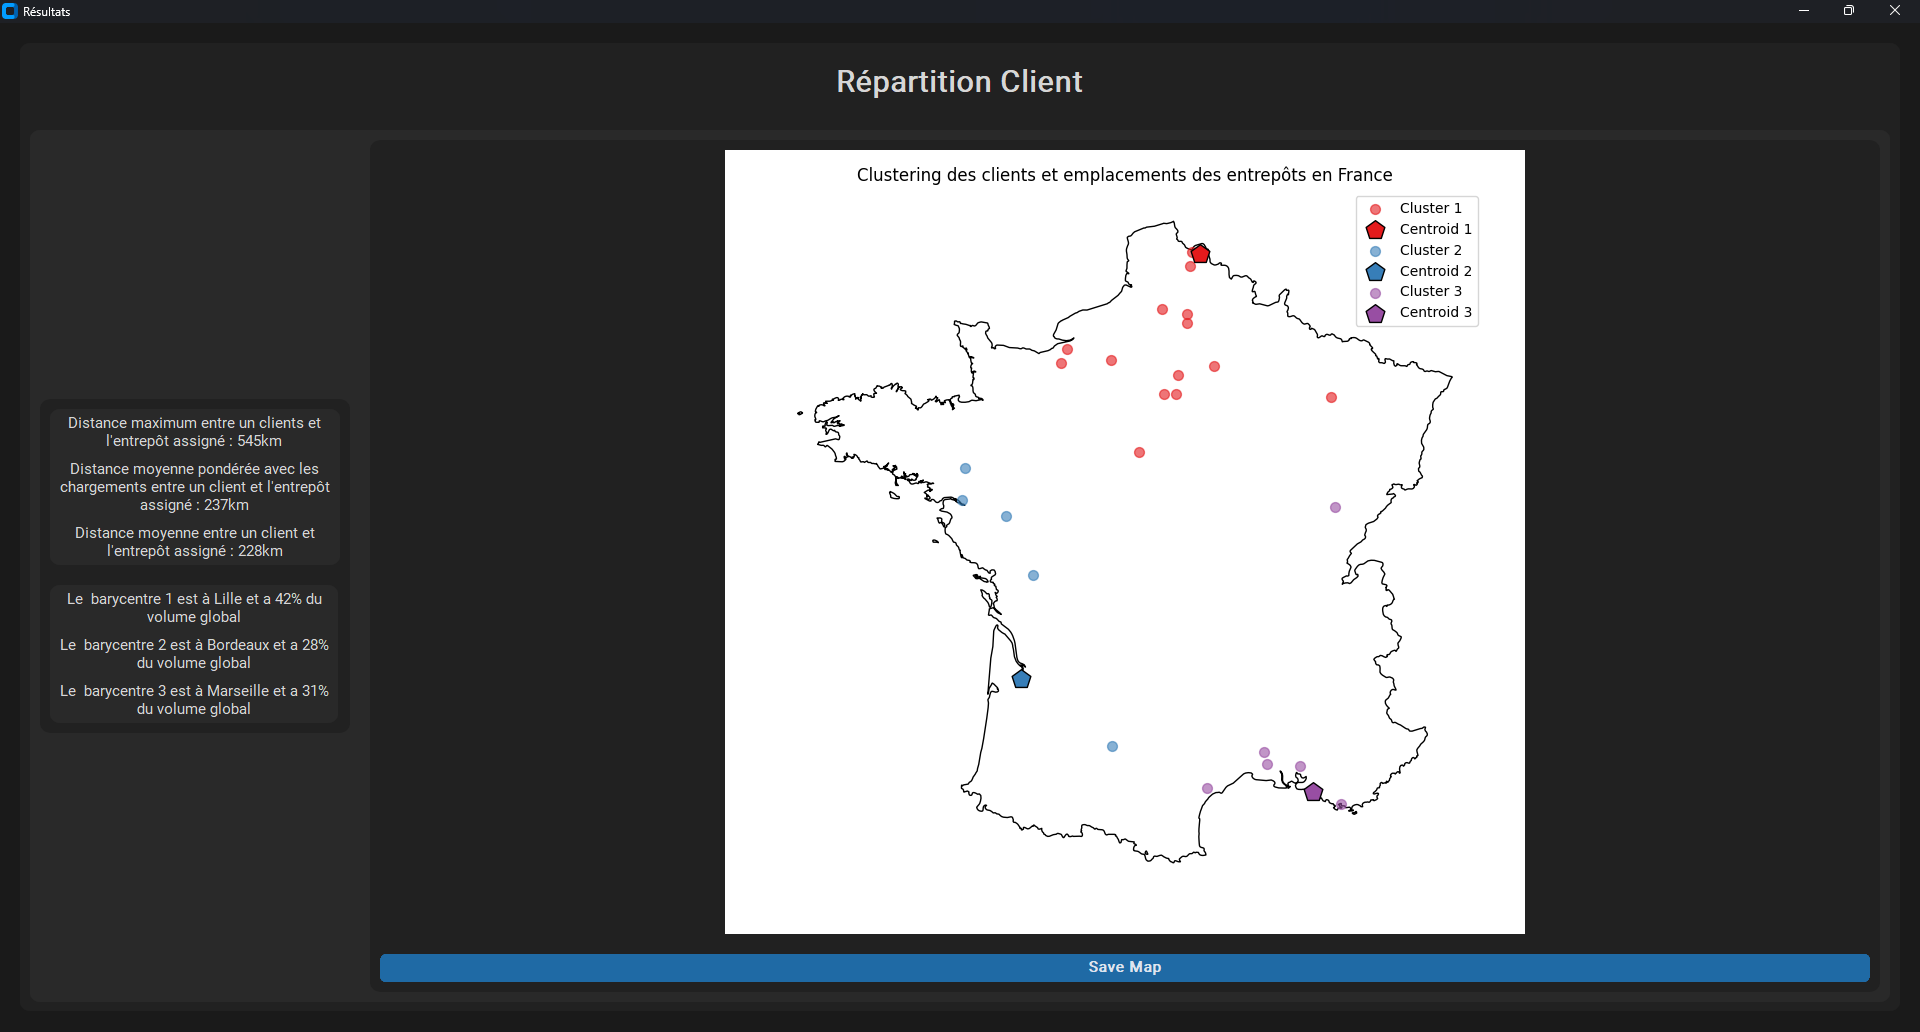 Résultats
Répartition Client
Distance maximum entre un clients et
l'entrepôt assigné : 545km
Distance moyenne pondérée avec les
chargements entre un client et l'entrepôt
assigné : 237km
Distance moyenne entre un client et
l'entrepôt assigné : 228km
Le  barycentre 1 est à Lille et a 42% du
volume global
Le  barycentre 2 est à Bordeaux et a 28%
du volume global
Le  barycentre 3 est à Marseille et a 31%
du volume global
Clustering des clients et emplacements des entrepôts en France
Cluster 1
Centroid 1
Cluster 2
Centroid 2
Cluster 3
Centroid 3
Save Map